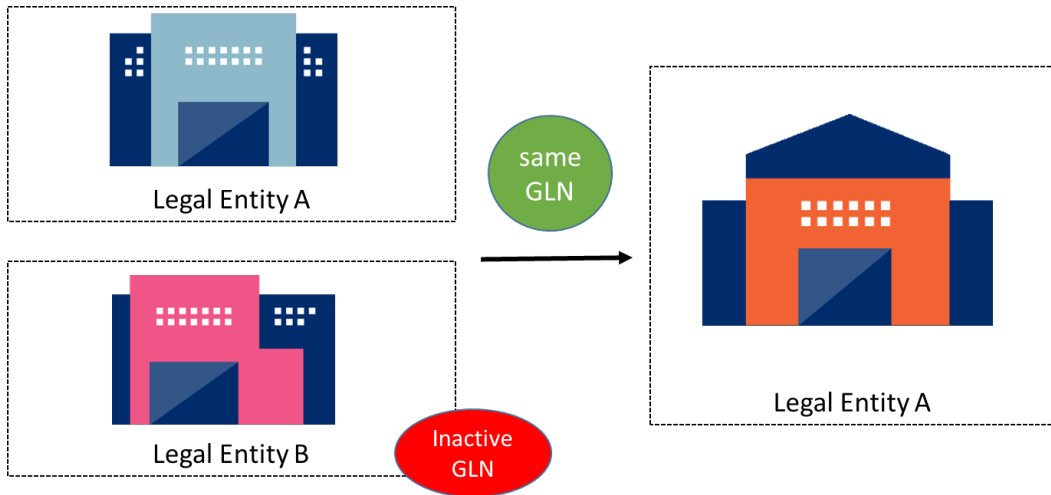 Legal Entity A
same
GLN
Legal Entity B
Inactive
GLN
Legal Entity A